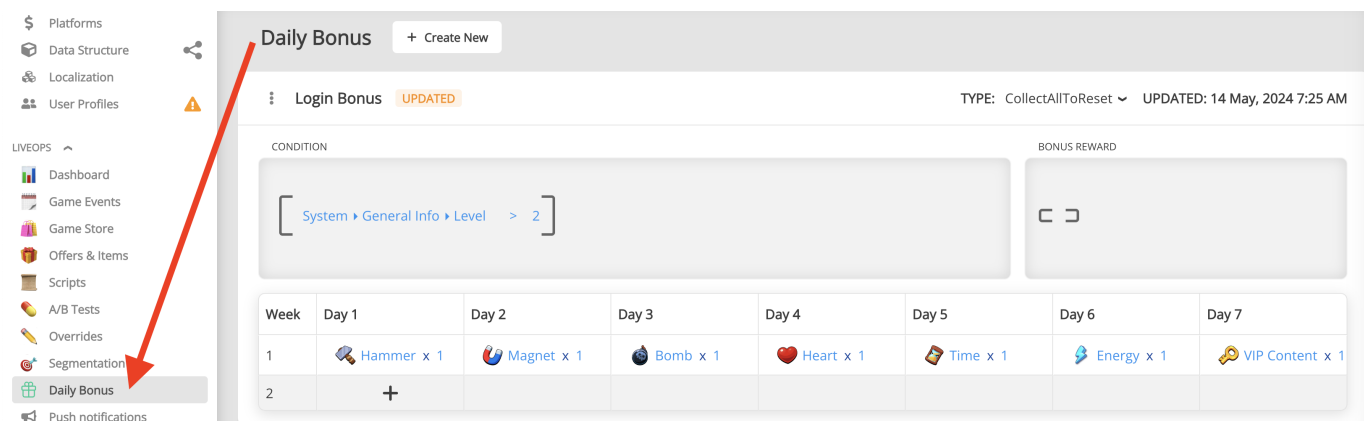 Platforms
Data Structure
Localization
User Profiles
LIVEOPS
Dashboard
Game Events
Game Store
Offers & Items
Scripts
A/B Tests
Overrides
Segmentation
Daily Bonus
Push notifications
Daily Bonus + Create New
Login Bonus UPDATED TYPE: CollectAllToReset UPDATED: 14 May, 2024 7:25 AM
CONDITION BONUS REWARD
System General Info Level > 2
Week Day 1 Day 2 Day 3 Day 4 Day 5 Day 6 Day 7
1 Hammer x 1 Magnet x 1 Bomb x 1 Heart x 1 Time x 1 Energy x 1 VIP Content x 1
2 +